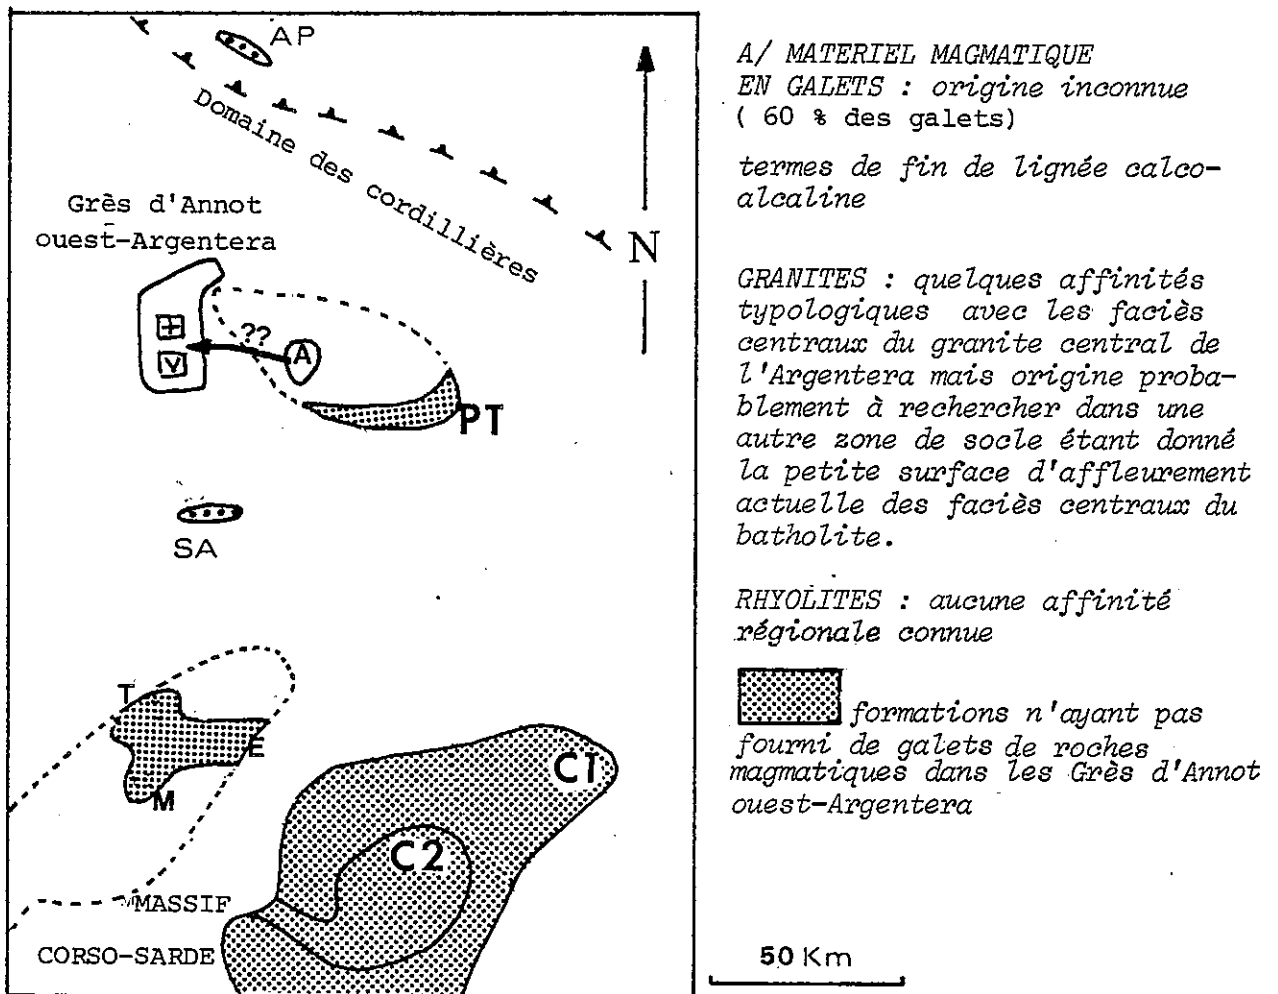 AP
Domaine des cordillières
Grès d'Annot
ouest-Argentera
N
??
A
PT
SA
T
E
M
C1
C2
MASSIF
CORSO-SARDE
A/ MATERIEL MAGMATIQUE
EN GALETS : origine inconnue
( 60 % des galets)
termes de fin de lignée calco-
alcaline
GRANITES : quelques affinités
typologiques avec les faciès
centraux du granite central de
l'Argentera mais origine proba-
blement à rechercher dans une
autre zone de socle étant donné
la petite surface d'affleurement
actuelle des faciès centraux du
batholite.
RHYOLITES : aucune affinité
régionale connue
formations n'ayant pas
fourni de galets de roches
magmatiques dans les Grès d'Annot
ouest-Argentera
50 Km